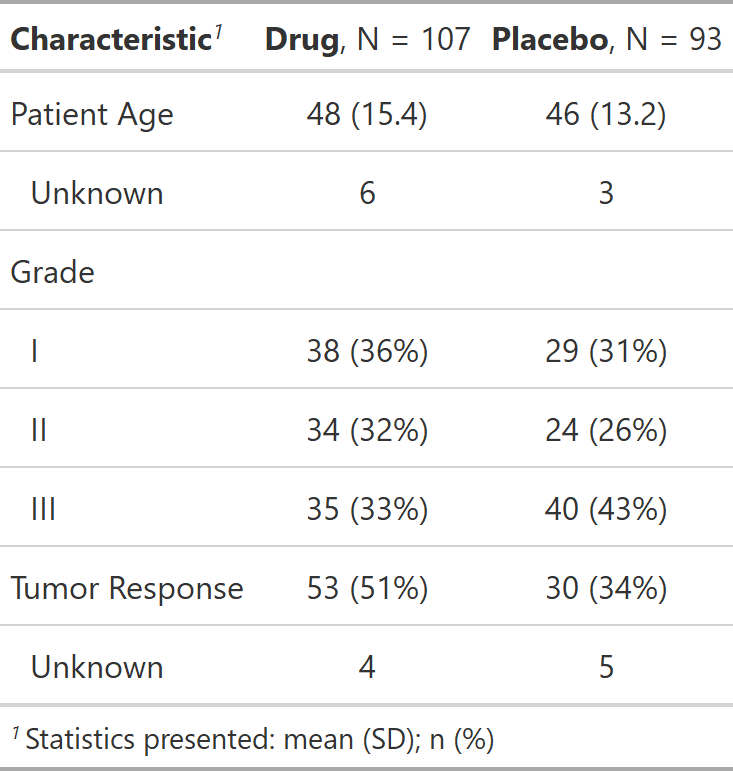 Characteristic1 Drug, N = 107 Placebo, N = 93
Patient Age 48 (15.4) 46 (13.2)
Unknown 6 3
Grade
I 38 (36%) 29 (31%)
II 34 (32%) 24 (26%)
III 35 (33%) 40 (43%)
Tumor Response 53 (51%) 30 (34%)
Unknown 4 5
1 Statistics presented: mean (SD); n (%)